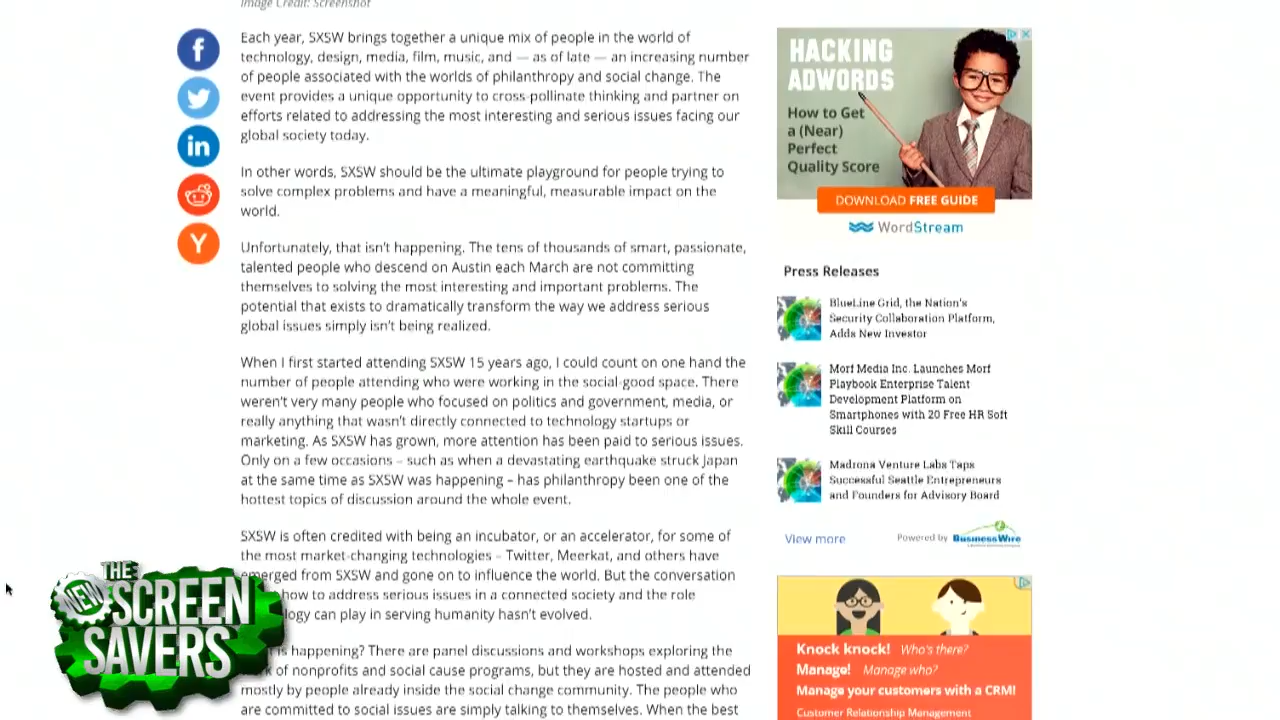 Image Credit: Screenshot
Each year, SXSW brings together a unique mix of people in the world of
technology, design, media, film, music, and — as of late — an increasing number
of people associated with the worlds of philanthropy and social change. The
event provides a unique opportunity to cross-pollinate thinking and partner on
efforts related to addressing the most interesting and serious issues facing our
global society today.
In other words, SXSW should be the ultimate playground for people trying to
solve complex problems and have a meaningful, measurable impact on the
world.
Unfortunately, that isn't happening. The tens of thousands of smart, passionate,
talented people who descend on Austin each March are not committing
themselves to solving the most interesting and important problems. The
potential that exists to dramatically transform the way we address serious
global issues simply isn't being realized.
When I first started attending SXSW 15 years ago, I could count on one hand the
number of people attending who were working in the social-good space. There
weren't very many people who focused on politics and government, media, or
really anything that wasn't directly connected to technology startups or
marketing. As SXSW has grown, more attention has been paid to serious issues.
Only on a few occasions – such as when a devastating earthquake struck Japan
at the same time as SXSW was happening – has philanthropy been one of the
hottest topics of discussion around the whole event.
SXSW is often credited with being an incubator, or an accelerator, for some of
the most market-changing technologies – Twitter, Meerkat, and others have
emerged from SXSW and gone on to influence the world. But the conversation
how to address serious issues in a connected society and the role
can play in serving humanity hasn't evolved.
is happening? There are panel discussions and workshops exploring the
of nonprofits and social cause programs, but they are hosted and attended
mostly by people already inside the social change community. The people who
are committed to social issues are simply talking to themselves. When the best
f
in
Y
HACKING
ADWORDS
How to Get
a (Near)
Perfect
Quality Score
DOWNLOAD FREE GUIDE
WordStream
Press Releases
BlueLine Grid, the Nation's
Security Collaboration Platform,
Adds New Investor
Morf Media Inc. Launches Morf
Playbook Enterprise Talent
Development Platform on
Smartphones with 20 Free HR Soft
Skill Courses
Madrona Venture Labs Taps
Successful Seattle Entrepreneurs
and Founders for Advisory Board
View more
Powered by
BusinessWire
Knock knock! Who's there?
Manage! Manage who?
Manage your customers with a CRM!
Customer Relationship Management
THE
NEW
SCREEN
SAVERS